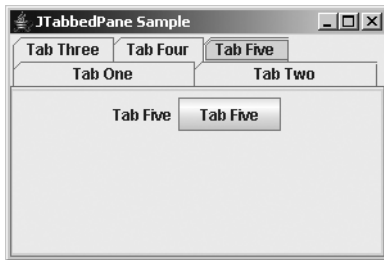 JTabbedPane Sample
Tab Three Tab Four Tab Five
Tab One Tab Two
Tab Five Tab Five